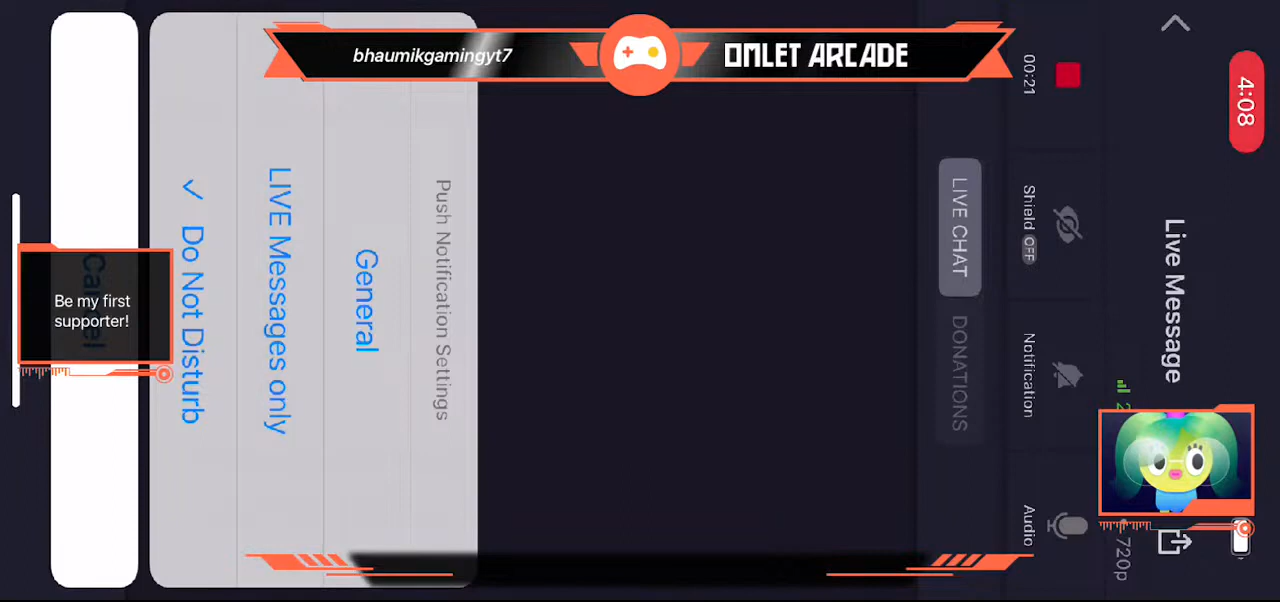 bhaumikgamingyt7
OMLET ARCADE
4:08
Live Message
720p
00:21
Shield OFF
Notification
Audio
LIVE CHAT
DONATIONS
Push Notification Settings
General
LIVE Messages only
✓ Do Not Disturb
Cancel
Be my first
supporter!